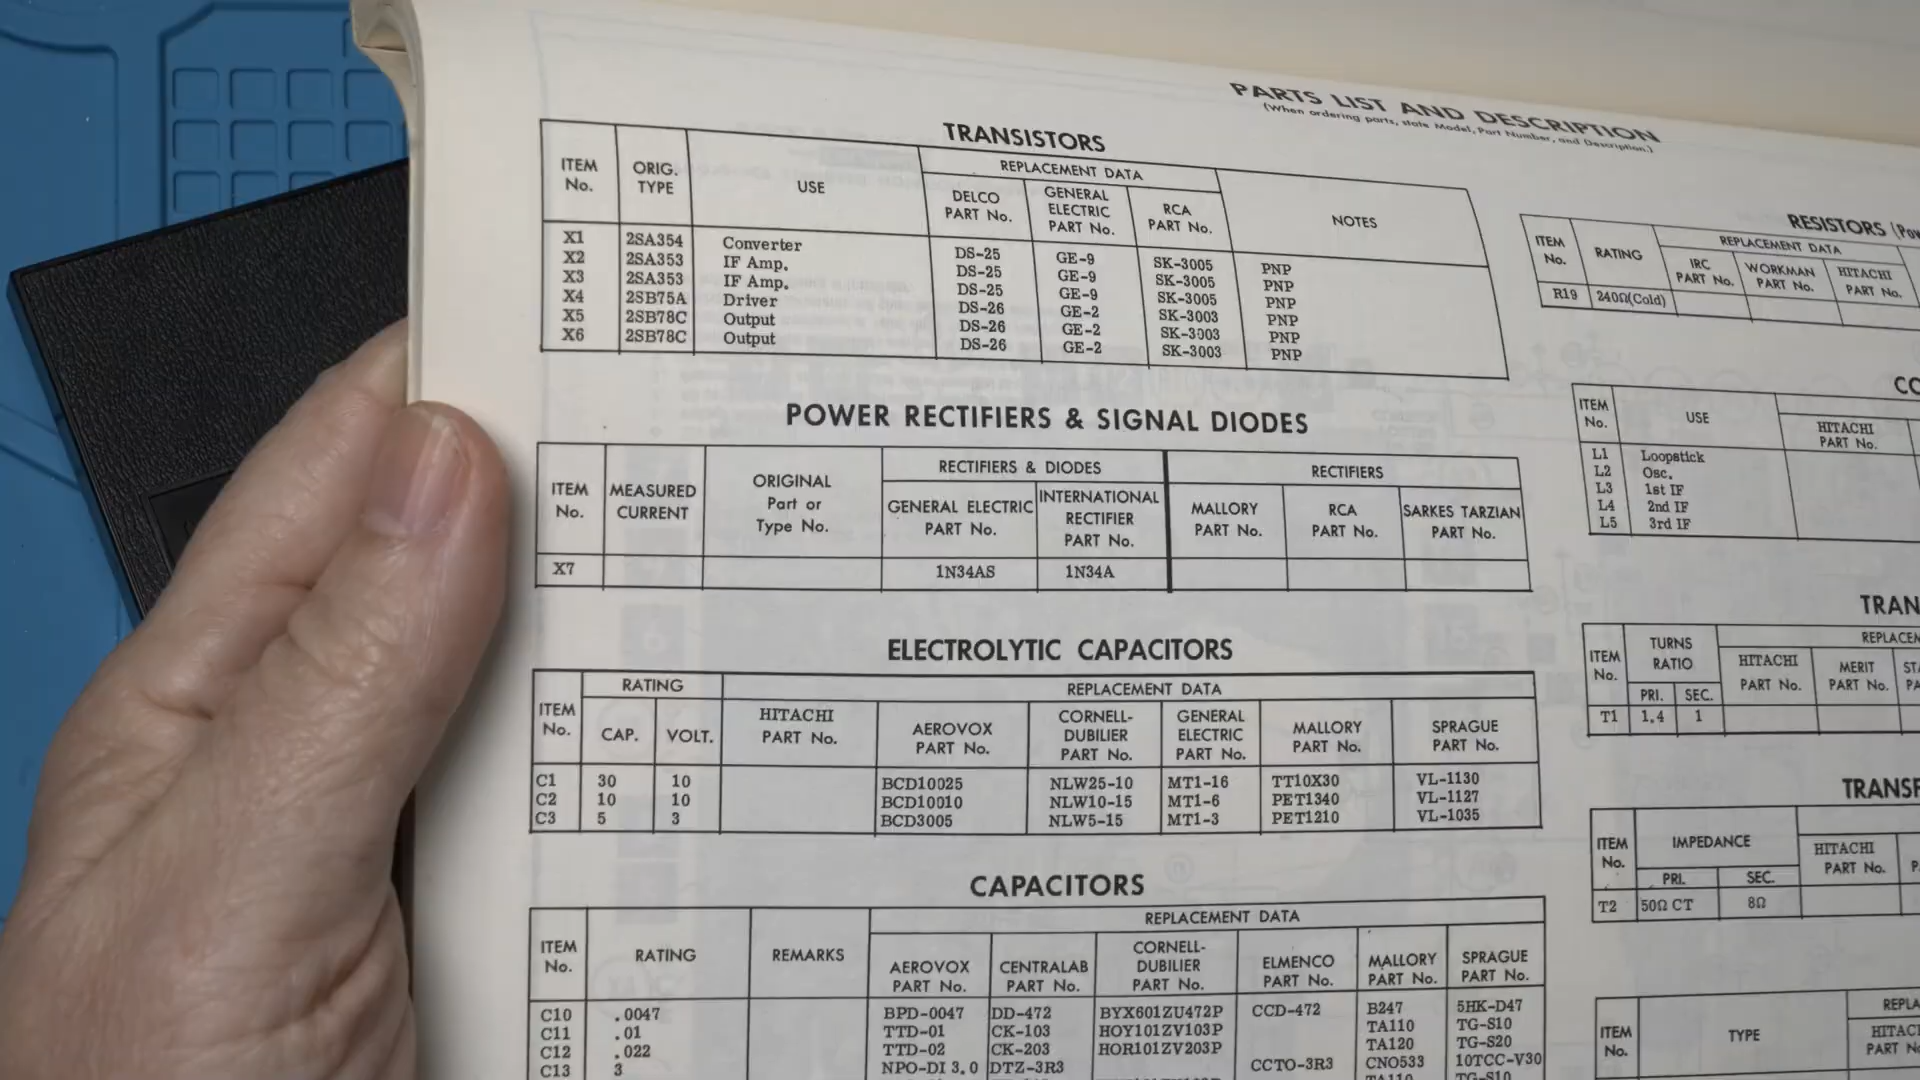 PARTS LIST AND DESCRIPTION
(When ordering parts, state Model, Part Number, and Description.)
TRANSISTORS
ITEM No. ORIG. TYPE USE REPLACEMENT DATA NOTES
DELCO PART No. GENERAL ELECTRIC PART No. RCA PART No.
X1 2SA354 Converter DS-25 GE-9 SK-3005 PNP
X2 2SA353 IF Amp. DS-25 GE-9 SK-3005 PNP
X3 2SA353 IF Amp. DS-25 GE-9 SK-3005 PNP
X4 2SB75A Driver DS-26 GE-2 SK-3003 PNP
X5 2SB78C Output DS-26 GE-2 SK-3003 PNP
X6 2SB78C Output DS-26 GE-2 SK-3003 PNP
POWER RECTIFIERS & SIGNAL DIODES
ITEM No. MEASURED CURRENT ORIGINAL Part or Type No. RECTIFIERS & DIODES RECTIFIERS
GENERAL ELECTRIC PART No. INTERNATIONAL RECTIFIER PART No. MALLORY PART No. RCA PART No. SARKES TARZIAN PART No.
X7 1N34AS 1N34A
ELECTROLYTIC CAPACITORS
ITEM No. RATING REPLACEMENT DATA
CAP. VOLT. HITACHI PART No. AEROVOX PART No. CORNELL-DUBILIER PART No. GENERAL ELECTRIC PART No. MALLORY PART No. SPRAGUE PART No.
C1 30 10 BCD10025 NLW25-10 MT1-16 TT10X30 VL-1130
C2 10 10 BCD10010 NLW10-15 MT1-6 PET1340 VL-1127
C3 5 3 BCD3005 NLW5-15 MT1-3 PET1210 VL-1035
CAPACITORS
ITEM No. RATING REMARKS REPLACEMENT DATA
AEROVOX PART No. CENTRALAB PART No. CORNELL-DUBILIER PART No. ELMENCO PART No. MALLORY PART No. SPRAGUE PART No.
C10 .0047 BPD-0047 DD-472 BYX601ZU472P CCD-472 B247 5HK-D47
C11 .01 TTD-01 CK-103 HOY101ZV103P TA110 TG-S10
C12 .022 TTD-02 CK-203 HOR101ZV203P TA120 TG-S20
C13 3 NPO-DI 3.0 DTZ-3R3 CCTO-3R3 CNO533 10TCC-V30
TA110 TG-S10
RESISTORS
ITEM No. RATING REPLACEMENT DATA
IRC PART No. WORKMAN PART No. HITACHI PART No.
R19 240Ω(Cold)
ITEM No. USE HITACHI PART No.
L1 Loopstick
L2 Osc.
L3 1st IF
L4 2nd IF
L5 3rd IF
ITEM No. TURNS RATIO
PRI. SEC. HITACHI PART No. MERIT PART No.
T1 1.4 1
ITEM No. IMPEDANCE
PRI. SEC. HITACHI PART No.
T2 50Ω CT 8Ω
ITEM No. TYPE